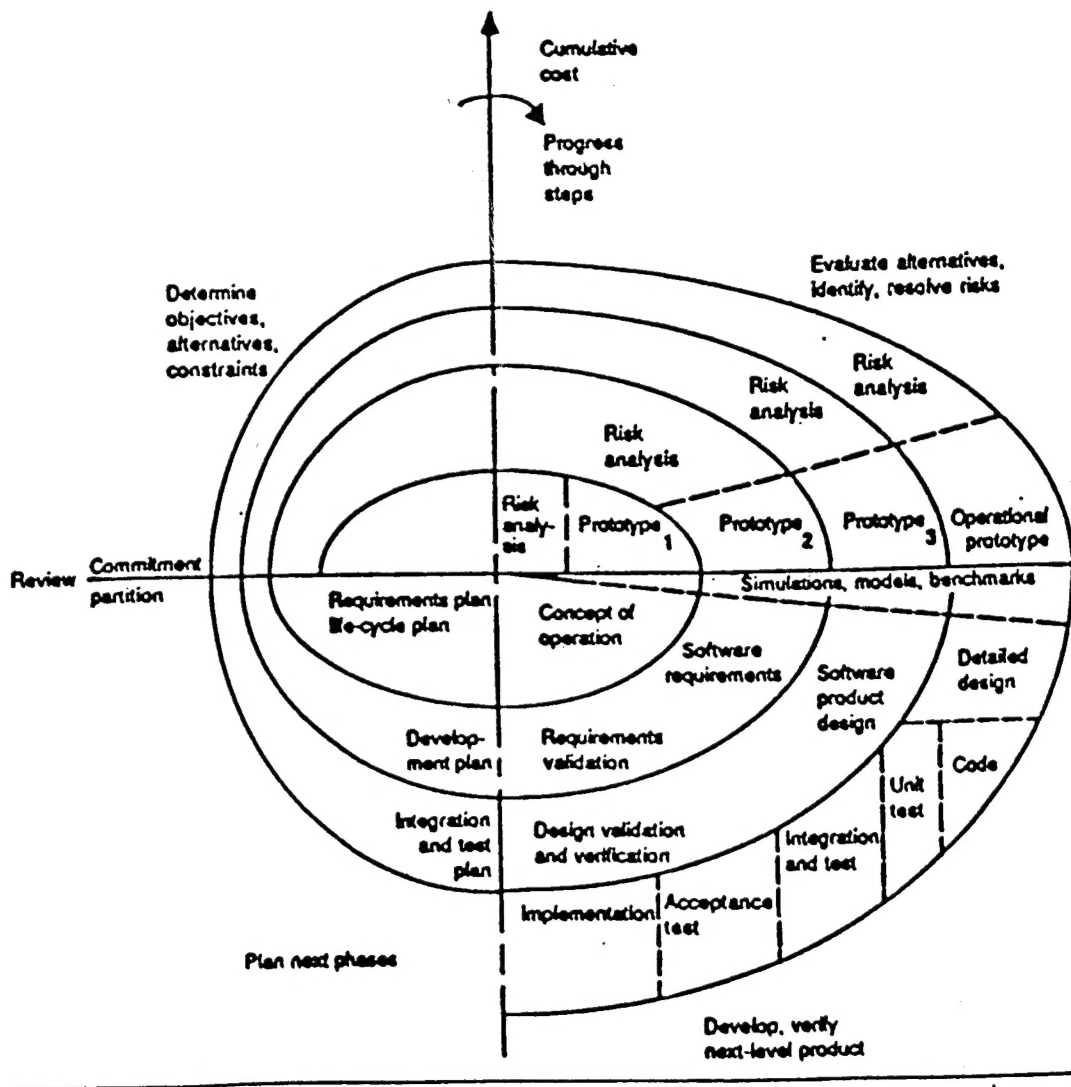 Cumulative
cost
Progress
through
steps
Evaluate alternatives,
identify, resolve risks
Determine
objectives,
alternatives,
constraints
Risk
analysis
Risk
analysis
Risk
analysis
Risk
analy-
sis
Prototype 1
Prototype 2
Prototype 3
Operational
prototype
Review
Commitment
partition
Simulations, models, benchmarks
Requirements plan
life-cycle plan
Concept of
operation
Software
requirements
Software
product
design
Detailed
design
Develop-
ment plan
Requirements
validation
Unit
test
Code
Integration
and test
plan
Design validation
and verification
Integration
and test
Acceptance
test
Implementation
Plan next phases
Develop, verify
next-level product